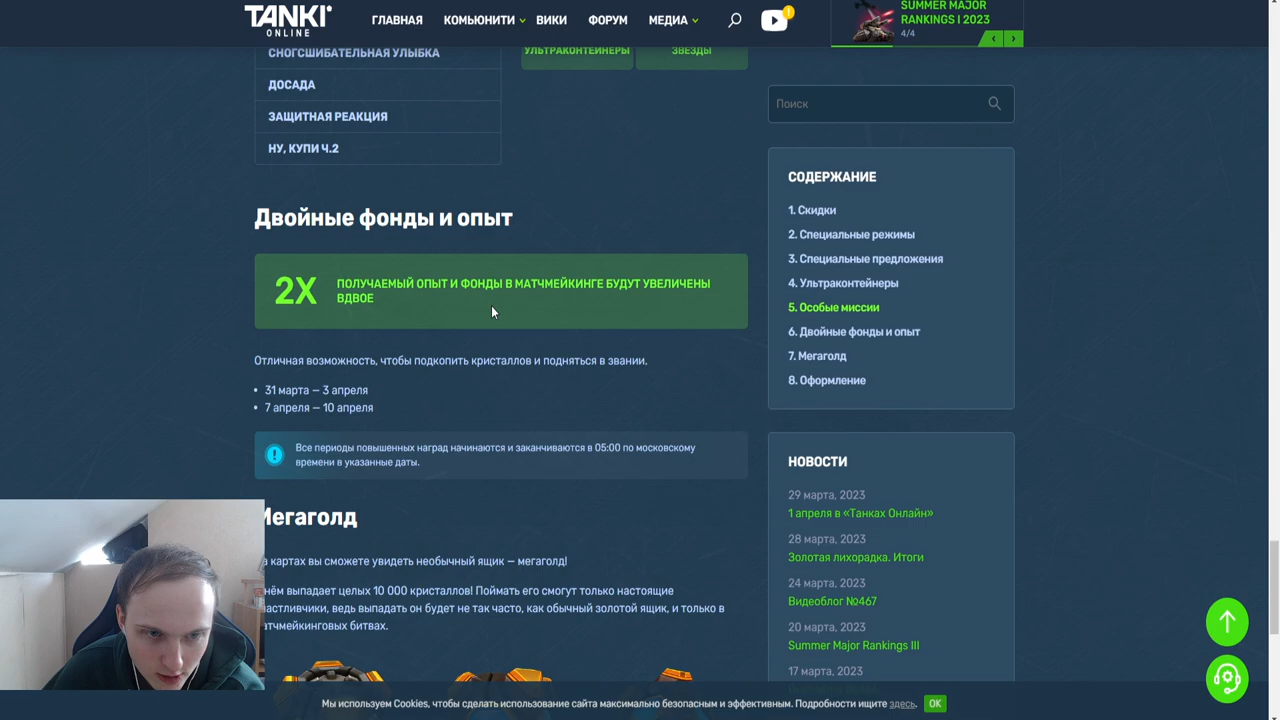 TANKI
ONLINE
ГЛАВНАЯ
КОМЬЮНИТИ
ВИКИ
ФОРУМ
МЕДИА
!
SUMMER MAJOR
RANKINGS I 2023
4/4
СНОГСШИБАТЕЛЬНАЯ УЛЫБКА
ДОСАДА
ЗАЩИТНАЯ РЕАКЦИЯ
НУ, КУПИ Ч.2
УЛЬТРАКОНТЕЙНЕРЫ
ЗВЕЗДЫ
Двойные фонды и опыт
2X
ПОЛУЧАЕМЫЙ ОПЫТ И ФОНДЫ В МАТЧМЕЙКИНГЕ БУДУТ УВЕЛИЧЕНЫ
ВДВОЕ
Отличная возможность, чтобы подкопить кристаллов и подняться в звании.
• 31 марта — 3 апреля
• 7 апреля — 10 апреля
Все периоды повышенных наград начинаются и заканчиваются в 05:00 по московскому
времени в указанные даты.
Мегаголд
картах вы сможете увидеть необычный ящик — мегаголд!
нём выпадает целых 10 000 кристаллов! Поймать его смогут только настоящие
астливчики, ведь выпадать он будет не так часто, как обычный золотой ящик, и только в
атчмейкинговых битвах.
Поиск
СОДЕРЖАНИЕ
1. Скидки
2. Специальные режимы
3. Специальные предложения
4. Ультраконтейнеры
5. Особые миссии
6. Двойные фонды и опыт
7. Мегаголд
8. Оформление
НОВОСТИ
29 марта, 2023
1 апреля в «Танках Онлайн»
28 марта, 2023
Золотая лихорадка. Итоги
24 марта, 2023
Видеоблог №467
20 марта, 2023
Summer Major Rankings III
17 марта, 2023
Мы используем Cookies, чтобы сделать использование сайта максимально безопасным и эффективным. Подробности ищите здесь.
OK